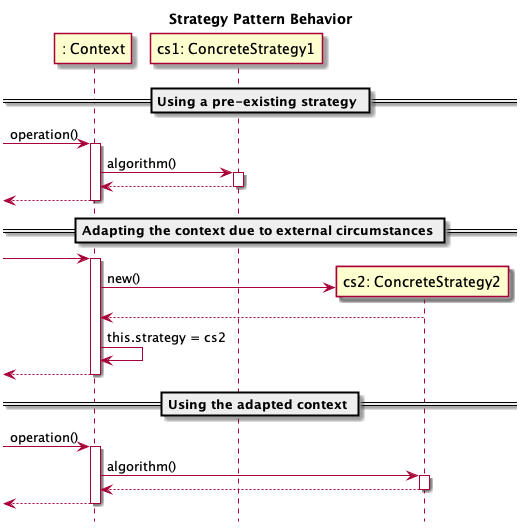 Strategy Pattern Behavior
: Context
cs1: ConcreteStrategy1
Using a pre-existing strategy
operation()
algorithm()
Adapting the context due to external circumstances
new()
cs2: ConcreteStrategy2
this.strategy = cs2
Using the adapted context
operation()
algorithm()